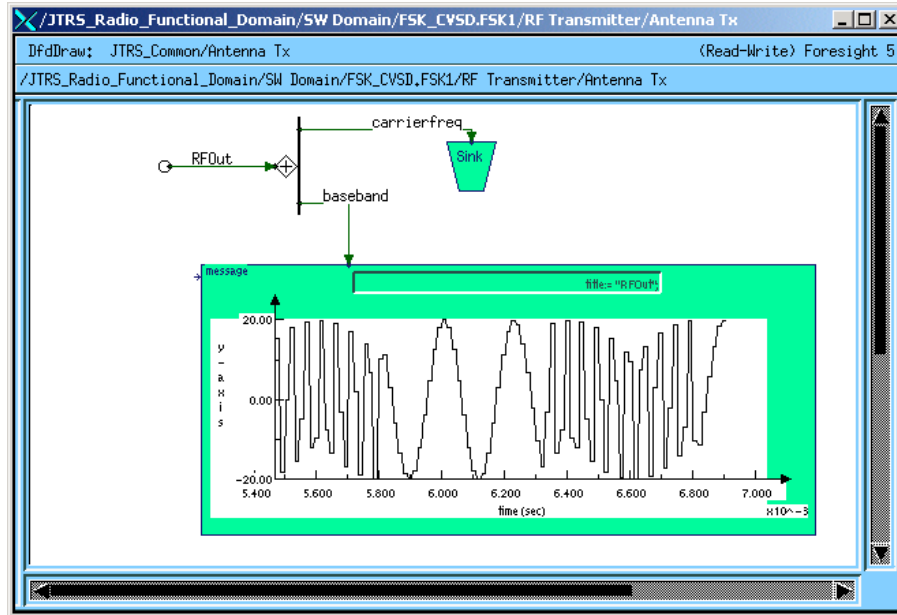 /JTRS_Radio_Functional_Domain/SW Domain/FSK_CVSD.FSK1/RF Transmitter/Antenna Tx
DfdDraw: JTRS_Common/Antenna Tx (Read-Write) Foresight 5
/JTRS_Radio_Functional_Domain/SW Domain/FSK_CVSD.FSK1/RF Transmitter/Antenna Tx
carrierfreq
RFOut
Sink
baseband
message
title:= "RFOut";
20.00
y-axis
0.00
-20.00
5.400 5.600 5.800 6.000 6.200 6.400 6.600 6.800 7.000
time (sec) x10^-3